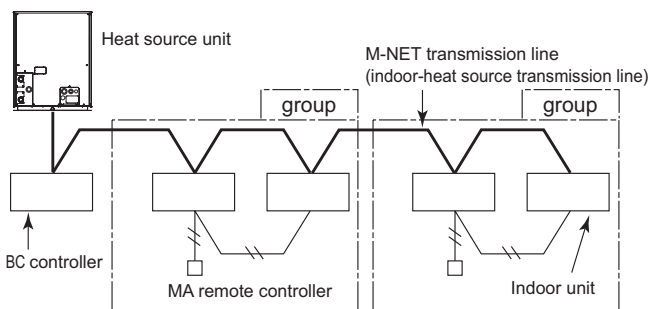 Heat source unit
M-NET transmission line
(indoor-heat source transmission line)
group
group
BC controller
MA remote controller
Indoor unit